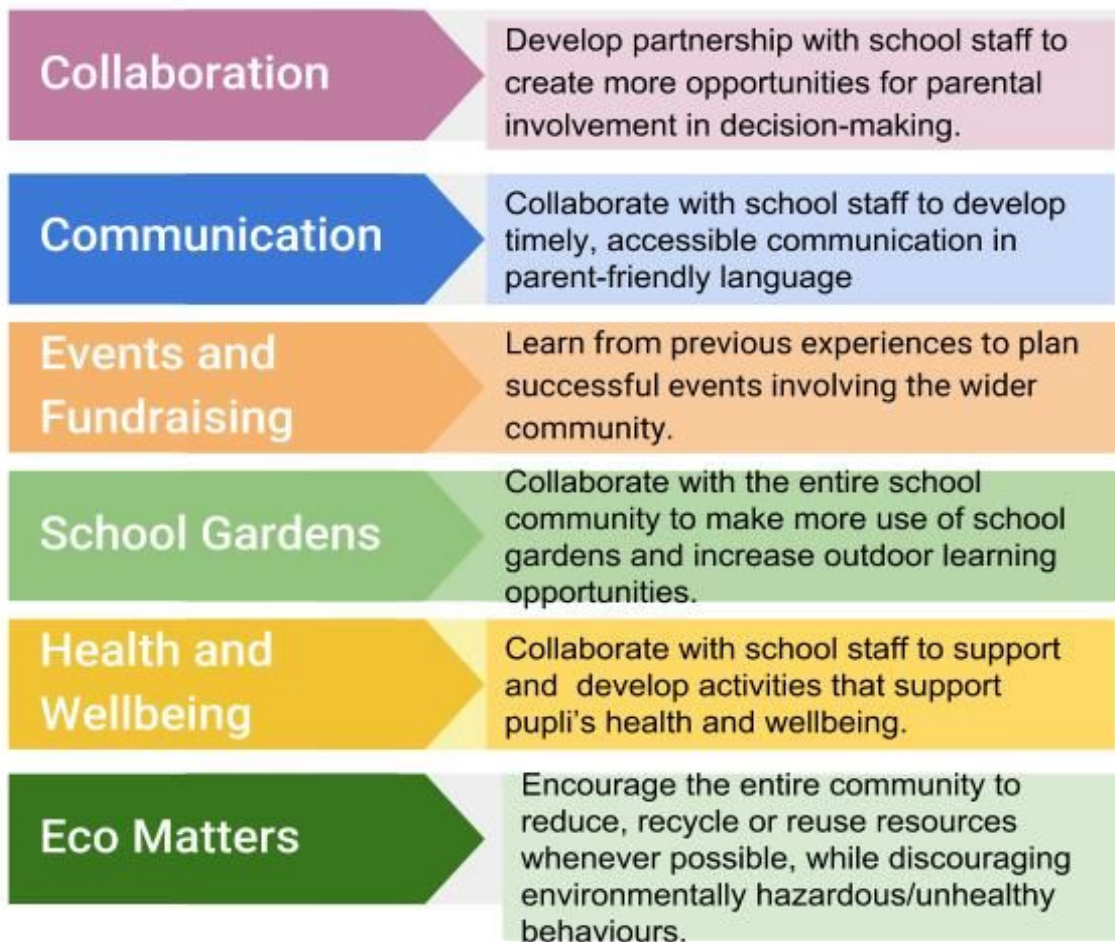 Collaboration
Develop partnership with school staff to
create more opportunities for parental
involvement in decision-making.
Communication
Collaborate with school staff to develop
timely, accessible communication in
parent-friendly language
Events and
Fundraising
Learn from previous experiences to plan
successful events involving the wider
community.
School Gardens
Collaborate with the entire school
community to make more use of school
gardens and increase outdoor learning
opportunities.
Health and
Wellbeing
Collaborate with school staff to support
and  develop activities that support
pupli’s health and wellbeing.
Eco Matters
Encourage the entire community to
reduce, recycle or reuse resources
whenever possible, while discouraging
environmentally hazardous/unhealthy
behaviours.